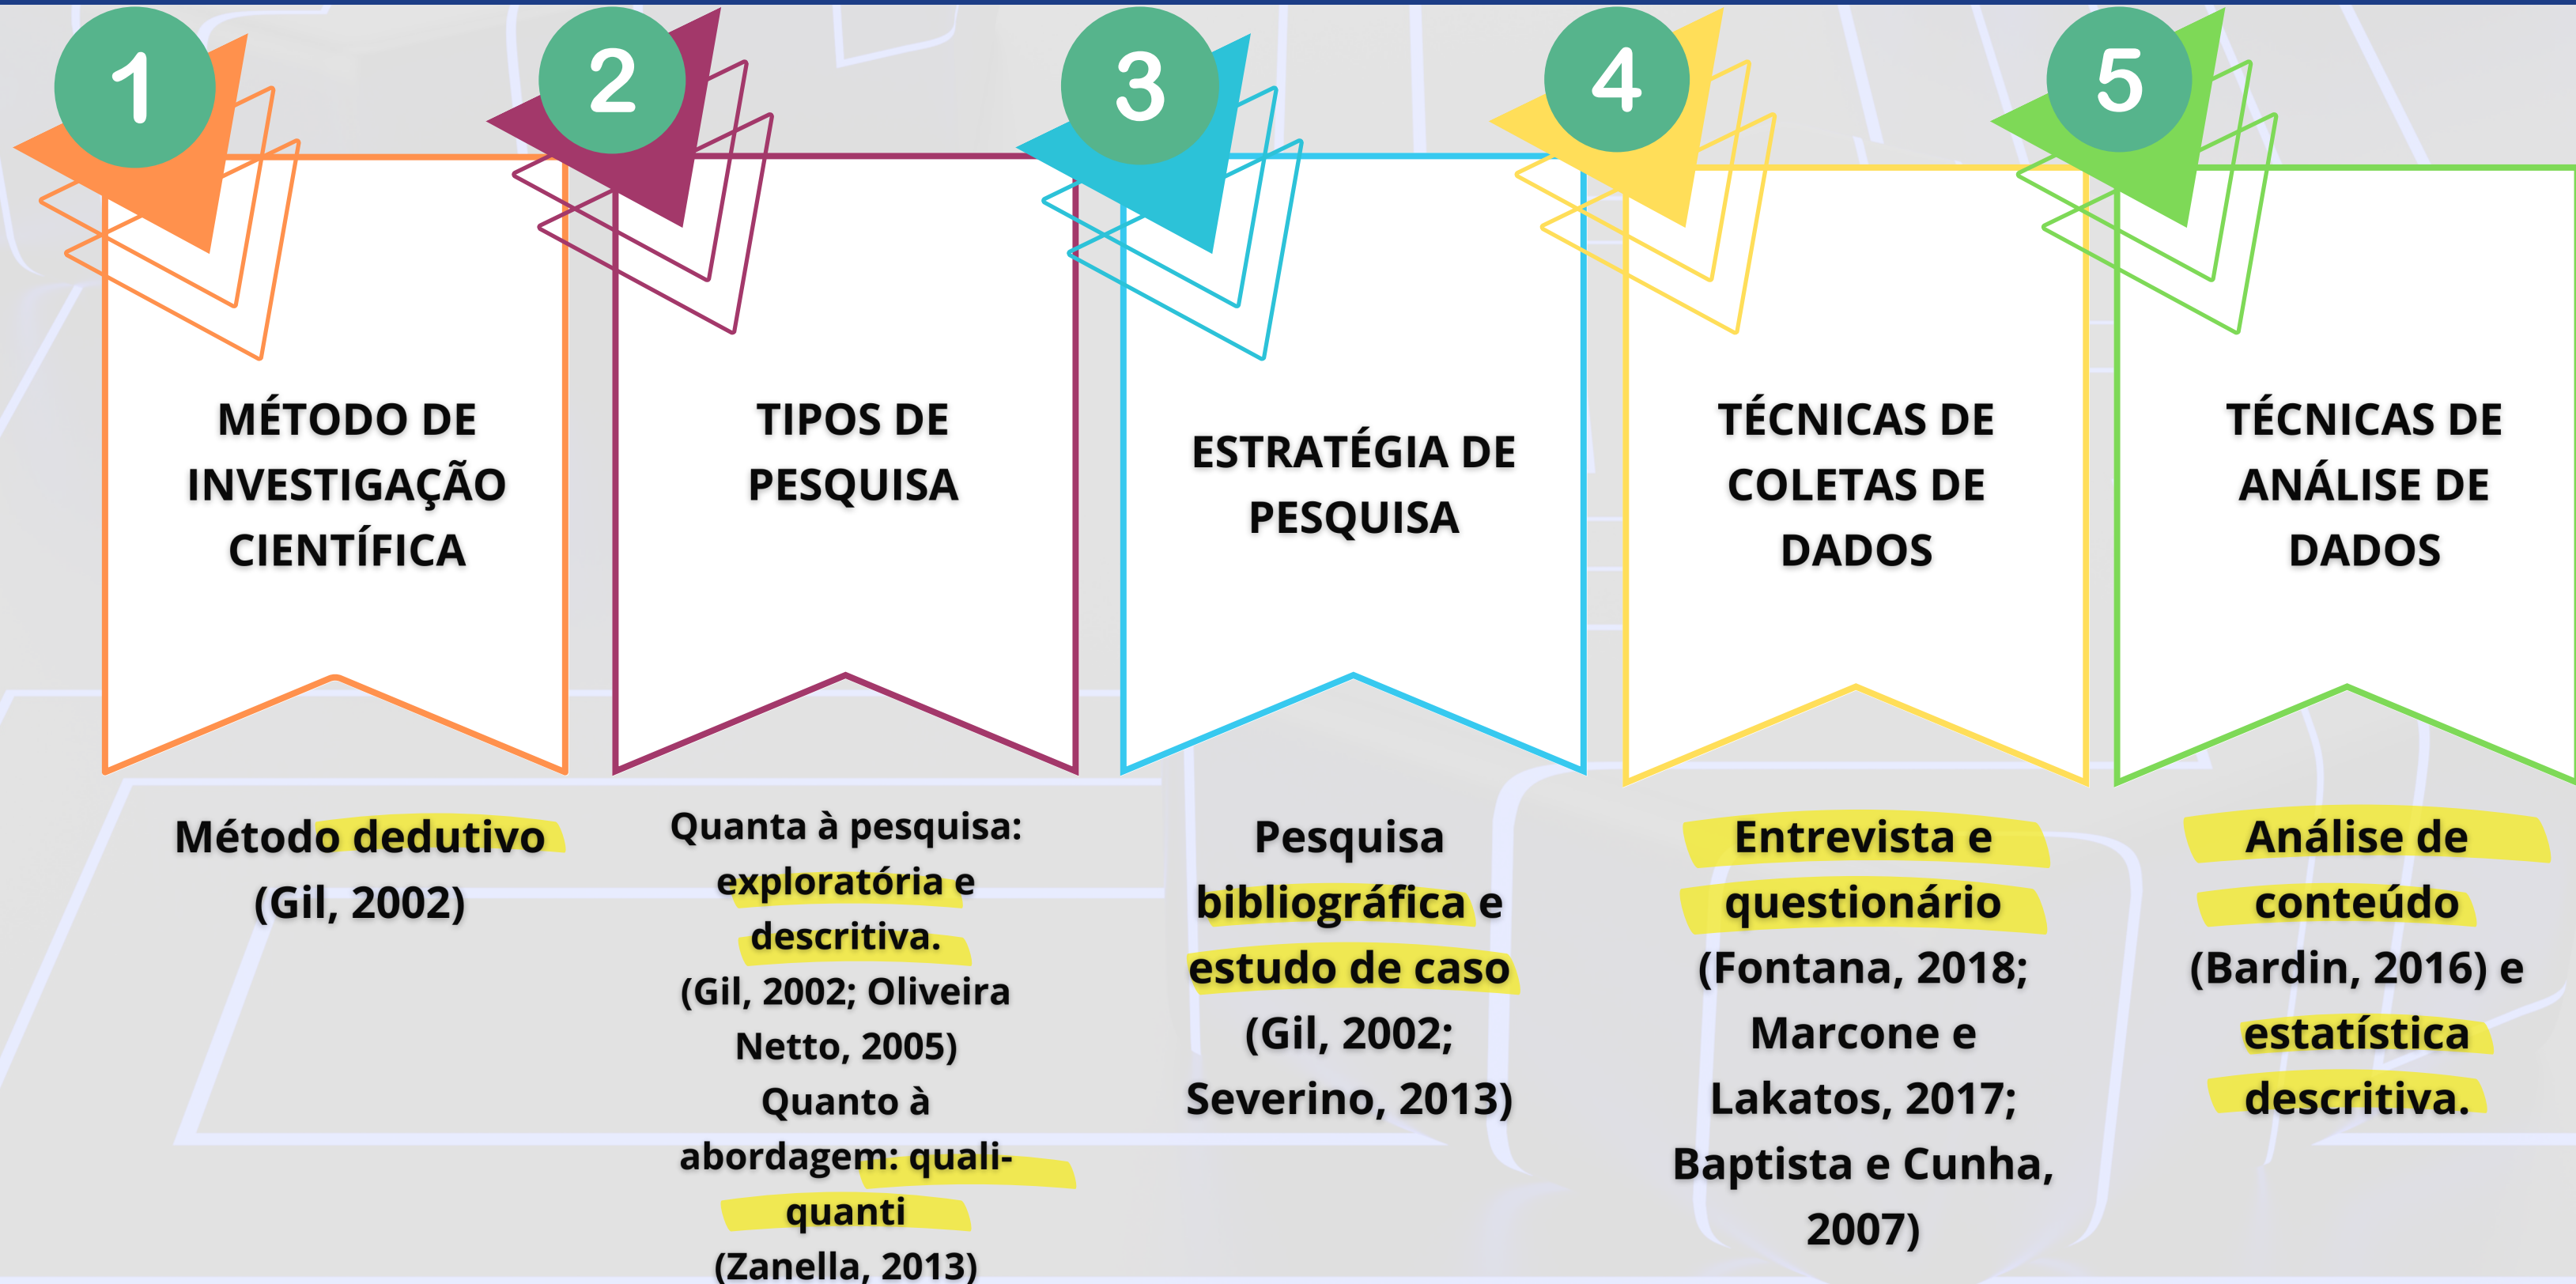 1
MÉTODO DE
INVESTIGAÇÃO
CIENTÍFICA
Método dedutivo
(Gil, 2002)
2
TIPOS DE
PESQUISA
Quanta à pesquisa:
exploratória e
descritiva.
(Gil, 2002; Oliveira
Netto, 2005)
Quanto à
abordagem: quali-
quanti
(Zanella, 2013)
3
ESTRATÉGIA DE
PESQUISA
Pesquisa
bibliográfica e
estudo de caso
(Gil, 2002;
Severino, 2013)
4
TÉCNICAS DE
COLETAS DE
DADOS
Entrevista e
questionário
(Fontana, 2018;
Marcone e
Lakatos, 2017;
Baptista e Cunha,
2007)
5
TÉCNICAS DE
ANÁLISE DE
DADOS
Análise de
conteúdo
(Bardin, 2016) e
estatística
descritiva.